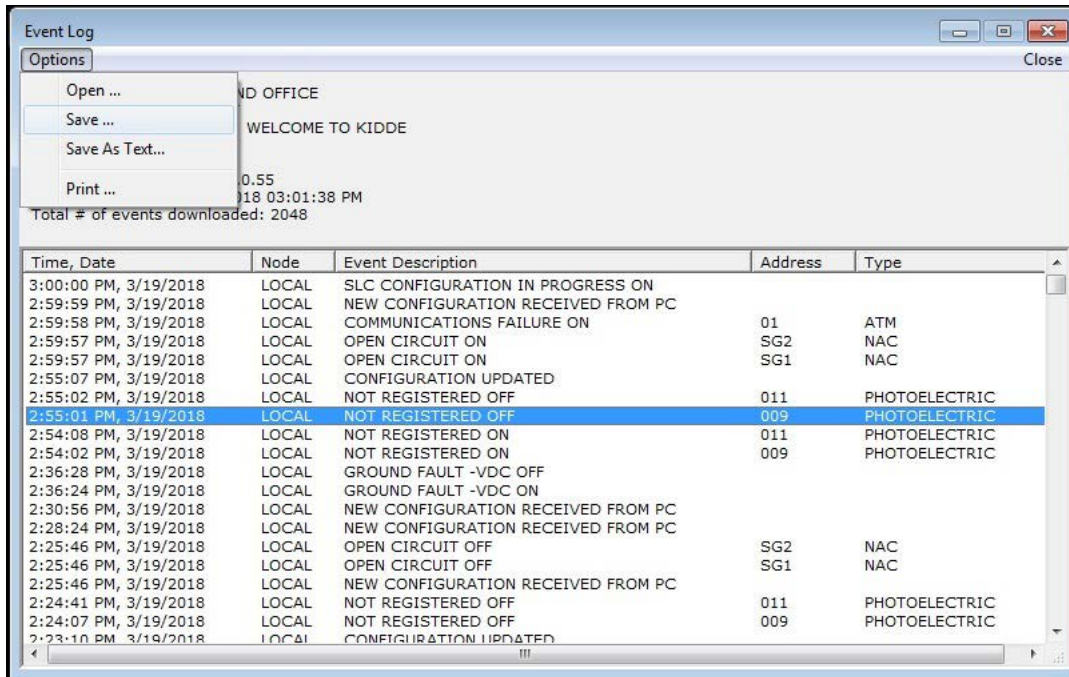 Event Log
Options Close
Open ...
Save ...
Save As Text...
Print ...
ND OFFICE
WELCOME TO KIDDE
0.55
018 03:01:38 PM
Total # of events downloaded: 2048
Time, Date Node Event Description Address Type
3:00:00 PM, 3/19/2018 LOCAL SLC CONFIGURATION IN PROGRESS ON
2:59:59 PM, 3/19/2018 LOCAL NEW CONFIGURATION RECEIVED FROM PC
2:59:58 PM, 3/19/2018 LOCAL COMMUNICATIONS FAILURE ON 01 ATM
2:59:57 PM, 3/19/2018 LOCAL OPEN CIRCUIT ON SG2 NAC
2:59:57 PM, 3/19/2018 LOCAL OPEN CIRCUIT ON SG1 NAC
2:55:07 PM, 3/19/2018 LOCAL CONFIGURATION UPDATED
2:55:02 PM, 3/19/2018 LOCAL NOT REGISTERED OFF 011 PHOTOELECTRIC
2:55:01 PM, 3/19/2018 LOCAL NOT REGISTERED OFF 009 PHOTOELECTRIC
2:54:08 PM, 3/19/2018 LOCAL NOT REGISTERED ON 011 PHOTOELECTRIC
2:54:02 PM, 3/19/2018 LOCAL NOT REGISTERED ON 009 PHOTOELECTRIC
2:36:28 PM, 3/19/2018 LOCAL GROUND FAULT -VDC OFF
2:36:24 PM, 3/19/2018 LOCAL GROUND FAULT -VDC ON
2:30:56 PM, 3/19/2018 LOCAL NEW CONFIGURATION RECEIVED FROM PC
2:28:24 PM, 3/19/2018 LOCAL NEW CONFIGURATION RECEIVED FROM PC
2:25:46 PM, 3/19/2018 LOCAL OPEN CIRCUIT OFF SG2 NAC
2:25:46 PM, 3/19/2018 LOCAL OPEN CIRCUIT OFF SG1 NAC
2:25:46 PM, 3/19/2018 LOCAL NEW CONFIGURATION RECEIVED FROM PC
2:24:41 PM, 3/19/2018 LOCAL NOT REGISTERED OFF 011 PHOTOELECTRIC
2:24:07 PM, 3/19/2018 LOCAL NOT REGISTERED OFF 009 PHOTOELECTRIC
2:23:10 PM, 3/19/2018 LOCAL CONFIGURATION UPDATED